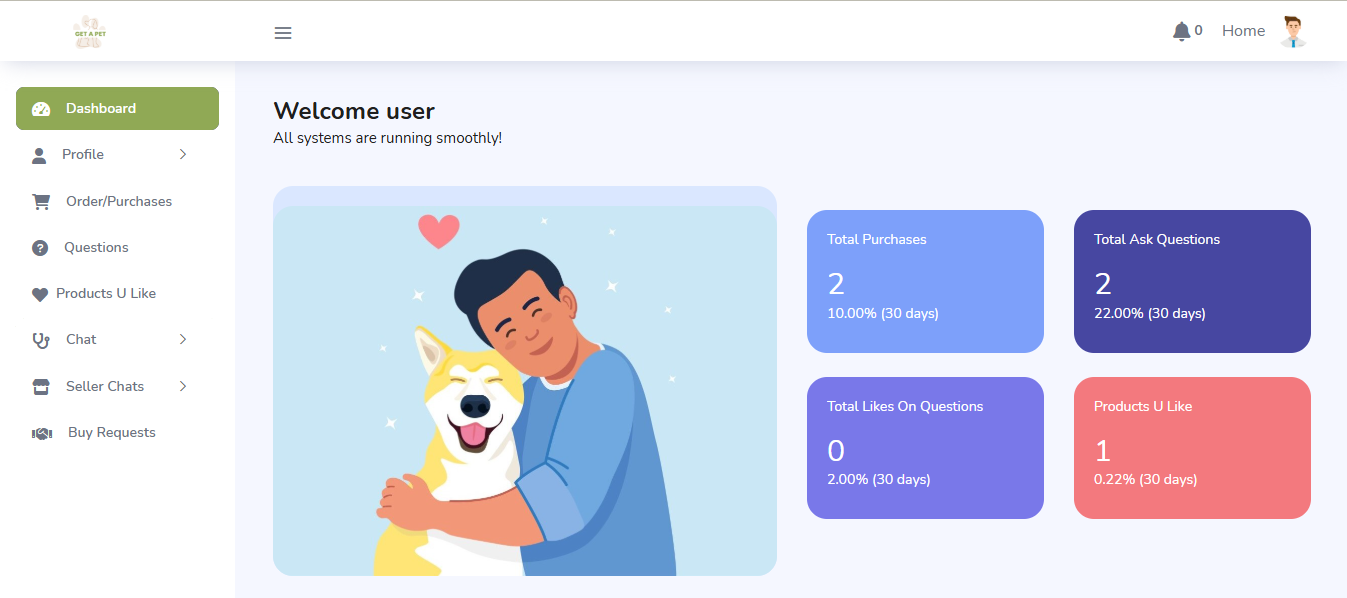 GET A PET
0 Home
Dashboard
Profile
Order/Purchases
Questions
Products U Like
Chat
Seller Chats
Buy Requests
Welcome user
All systems are running smoothly!
Total Purchases
2
10.00% (30 days)
Total Ask Questions
2
22.00% (30 days)
Total Likes On Questions
0
2.00% (30 days)
Products U Like
1
0.22% (30 days)